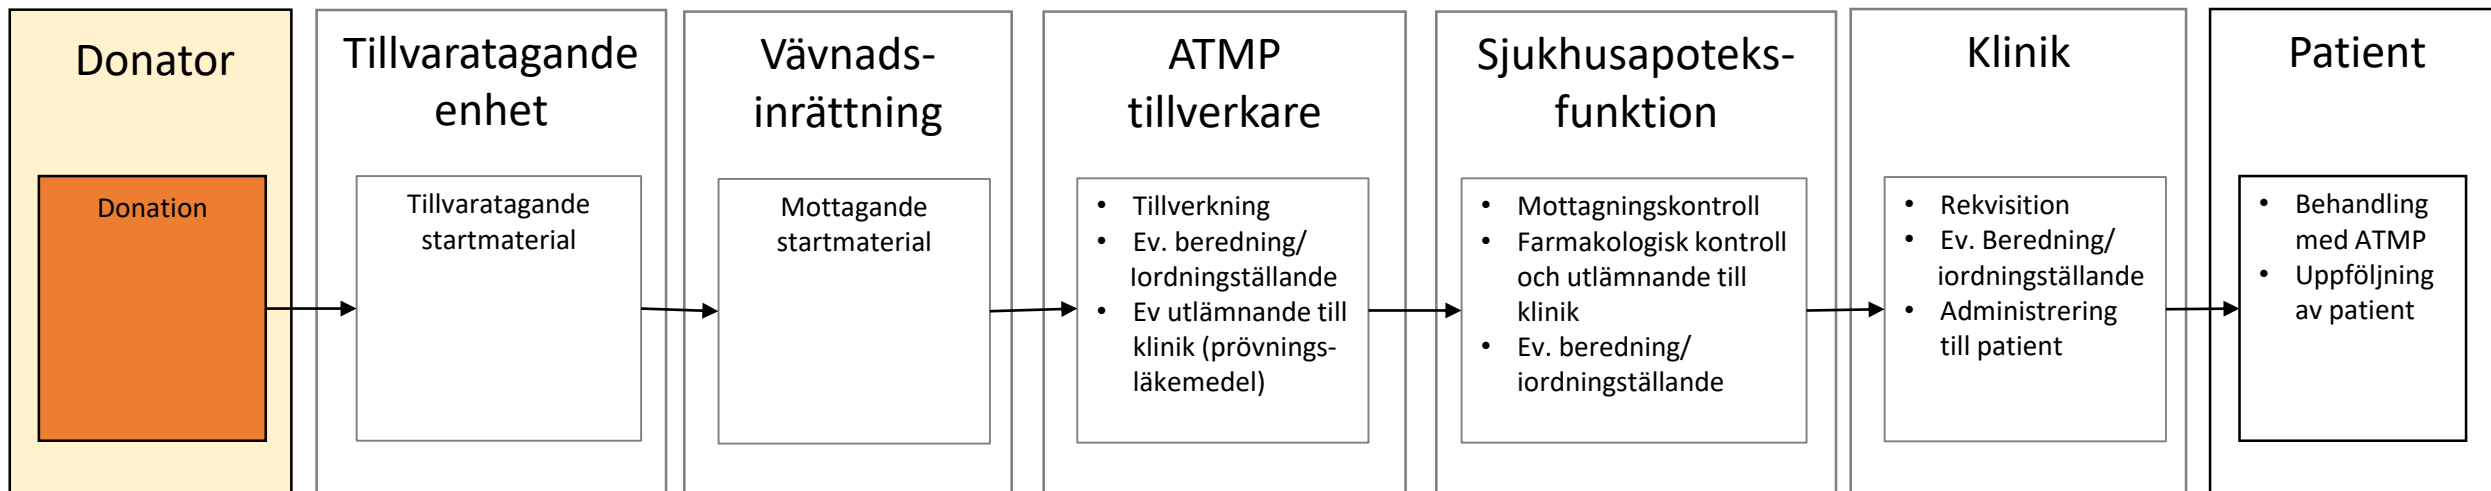 Donator
Donation
Tillvaratagande
enhet
Tillvaratagande
startmaterial
Vävnads-
inrättning
Mottagande
startmaterial
ATMP
tillverkare
• Tillverkning
• Ev. beredning/
Iordningställande
• Ev utlämnande till
klinik (prövnings-
läkemedel)
Sjukhusapoteks-
funktion
• Mottagningskontroll
• Farmakologisk kontroll
och utlämnande till
klinik
• Ev. beredning/
iordningställande
Klinik
• Rekvisition
• Ev. Beredning/
iordningställande
• Administrering
till patient
Patient
• Behandling
med ATMP
• Uppföljning
av patient